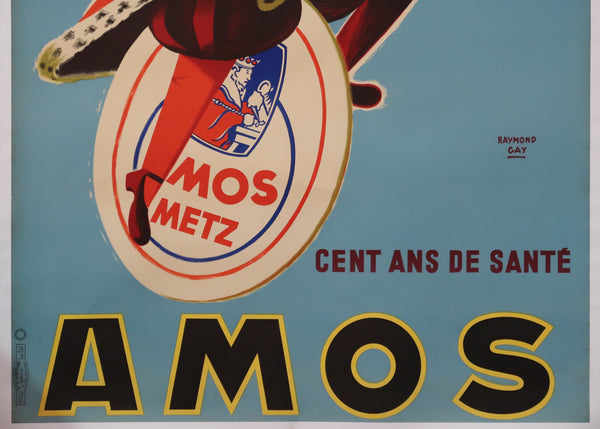 MOS
METZ
RAYMOND
GAY
CENT ANS DE SANTÉ
AMOS